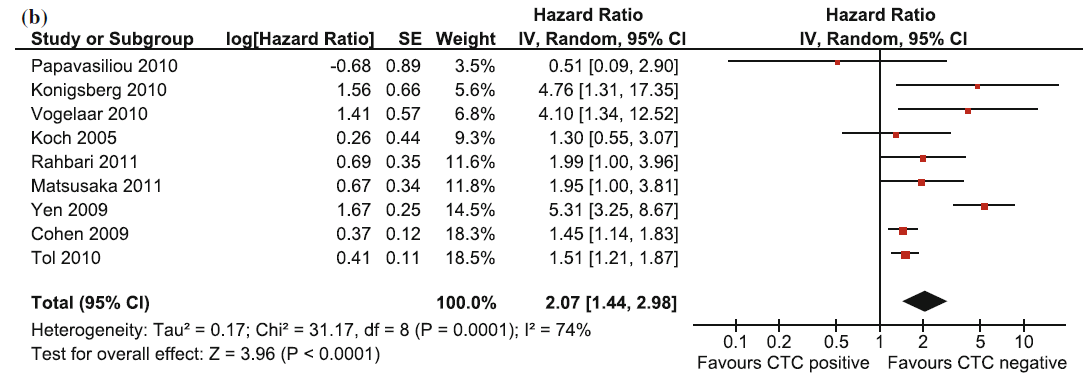 (b)
Hazard Ratio Hazard Ratio
Study or Subgroup log[Hazard Ratio] SE Weight IV, Random, 95% CI IV, Random, 95% CI
Papavasiliou 2010 -0.68 0.89 3.5% 0.51 [0.09, 2.90]
Konigsberg 2010 1.56 0.66 5.6% 4.76 [1.31, 17.35]
Vogelaar 2010 1.41 0.57 6.8% 4.10 [1.34, 12.52]
Koch 2005 0.26 0.44 9.3% 1.30 [0.55, 3.07]
Rahbari 2011 0.69 0.35 11.6% 1.99 [1.00, 3.96]
Matsusaka 2011 0.67 0.34 11.8% 1.95 [1.00, 3.81]
Yen 2009 1.67 0.25 14.5% 5.31 [3.25, 8.67]
Cohen 2009 0.37 0.12 18.3% 1.45 [1.14, 1.83]
Tol 2010 0.41 0.11 18.5% 1.51 [1.21, 1.87]
Total (95% CI) 100.0% 2.07 [1.44, 2.98]
Heterogeneity: Tau² = 0.17; Chi² = 31.17, df = 8 (P = 0.0001); I² = 74%
Test for overall effect: Z = 3.96 (P < 0.0001)
0.1 0.2 0.5 1 2 5 10
Favours CTC positive Favours CTC negative